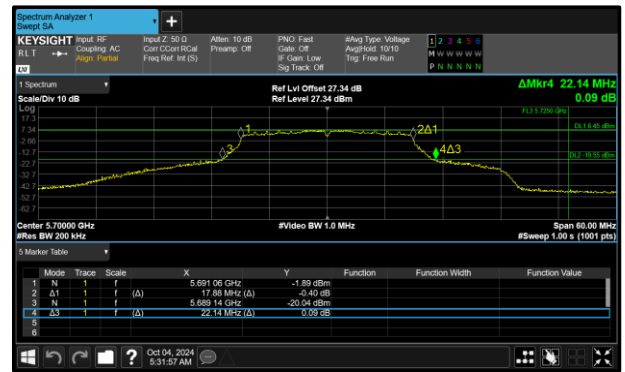 Spectrum Analyzer 1
Swept SA
+
KEYSIGHT Input: RF Input Z: 50 Ω Atten: 10 dB PNO: Fast #Avg Type: Voltage 1 2 3 4 5 6
RLT Coupling: AC Corr CCorr RCal Preamp: Off Gate: Off Avg|Hold: 10/10 M W W W W W
Align: Partial Freq Ref: Int (S) IF Gain: Low Trig: Free Run
Sig Track: Off P N N N N N
LXI
1 Spectrum Ref Lvl Offset 27.34 dB ΔMkr4 22.14 MHz
Scale/Div 10 dB Ref Level 27.34 dBm 0.09 dB
Log
FL3 5.7250 GHz
17.3
7.34
-2.66
-12.7
-22.7
-32.7
-42.7
-52.7
-62.7
1
2Δ1
3
4Δ3
DL1 6.45 dBm
DL2 -19.55 dBm
Center 5.70000 GHz #Video BW 1.0 MHz Span 60.00 MHz
#Res BW 200 kHz #Sweep 1.00 s (1001 pts)
5 Marker Table
Mode Trace Scale X Y Function Function Width Function Value
1 N 1 f 5.691 06 GHz -1.89 dBm
2 Δ1 1 f (Δ) 17.88 MHz (Δ) -0.40 dB
3 N 1 f 5.689 14 GHz -20.04 dBm
4 Δ3 1 f (Δ) 22.14 MHz (Δ) 0.09 dB
5
6
? Oct 04, 2024
5:31:57 AM